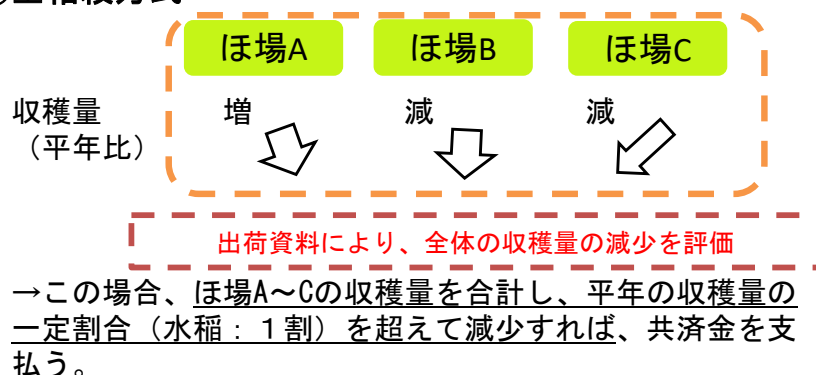 ほ場A ほ場B ほ場C
収穫量 増 減 減
（平年比）
出荷資料により、全体の収穫量の減少を評価
→この場合、ほ場A～Cの収穫量を合計し、平年の収穫量の
一定割合（水稲：１割）を超えて減少すれば、共済金を支
払う。